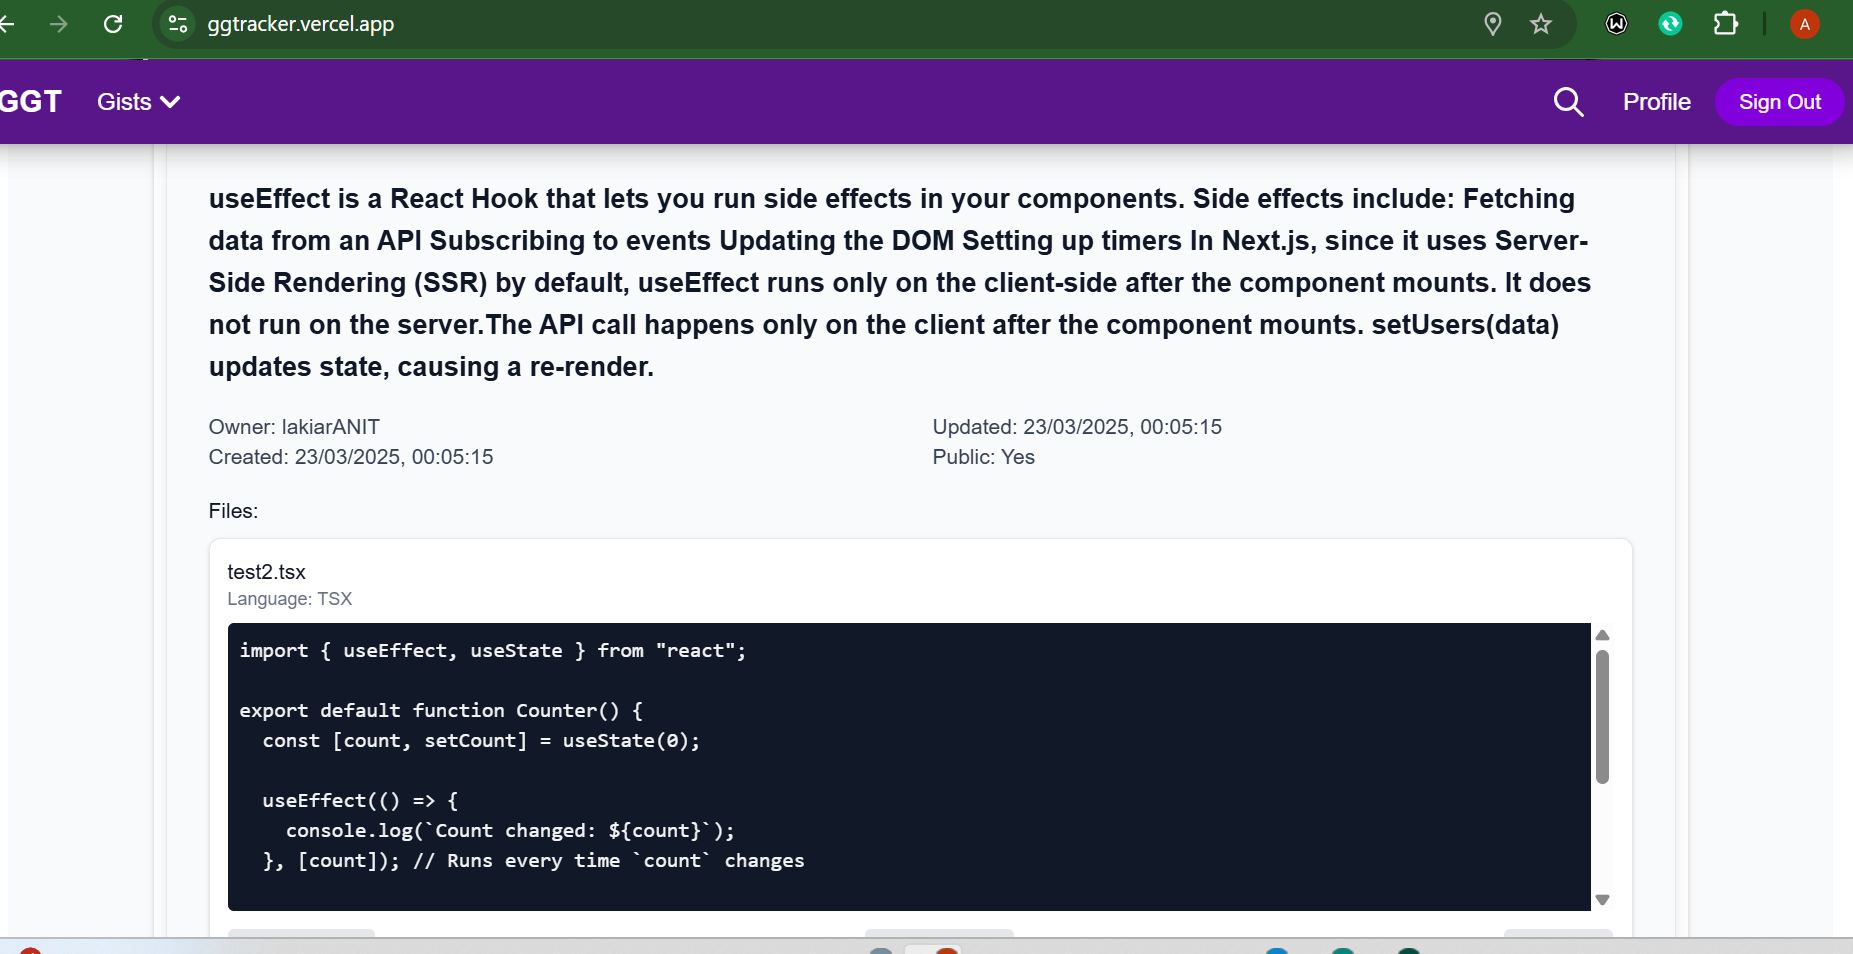 ggtracker.vercel.app
A
GGT
Gists
Profile
Sign Out
useEffect is a React Hook that lets you run side effects in your components. Side effects include: Fetching
data from an API Subscribing to events Updating the DOM Setting up timers In Next.js, since it uses Server-
Side Rendering (SSR) by default, useEffect runs only on the client-side after the component mounts. It does
not run on the server.The API call happens only on the client after the component mounts. setUsers(data)
updates state, causing a re-render.
Owner: lakiarANIT
Updated: 23/03/2025, 00:05:15
Created: 23/03/2025, 00:05:15
Public: Yes
Files:
test2.tsx
Language: TSX
import { useEffect, useState } from "react";
export default function Counter() {
const [count, setCount] = useState(0);
useEffect(() => {
console.log(`Count changed: ${count}`);
}, [count]); // Runs every time `count` changes